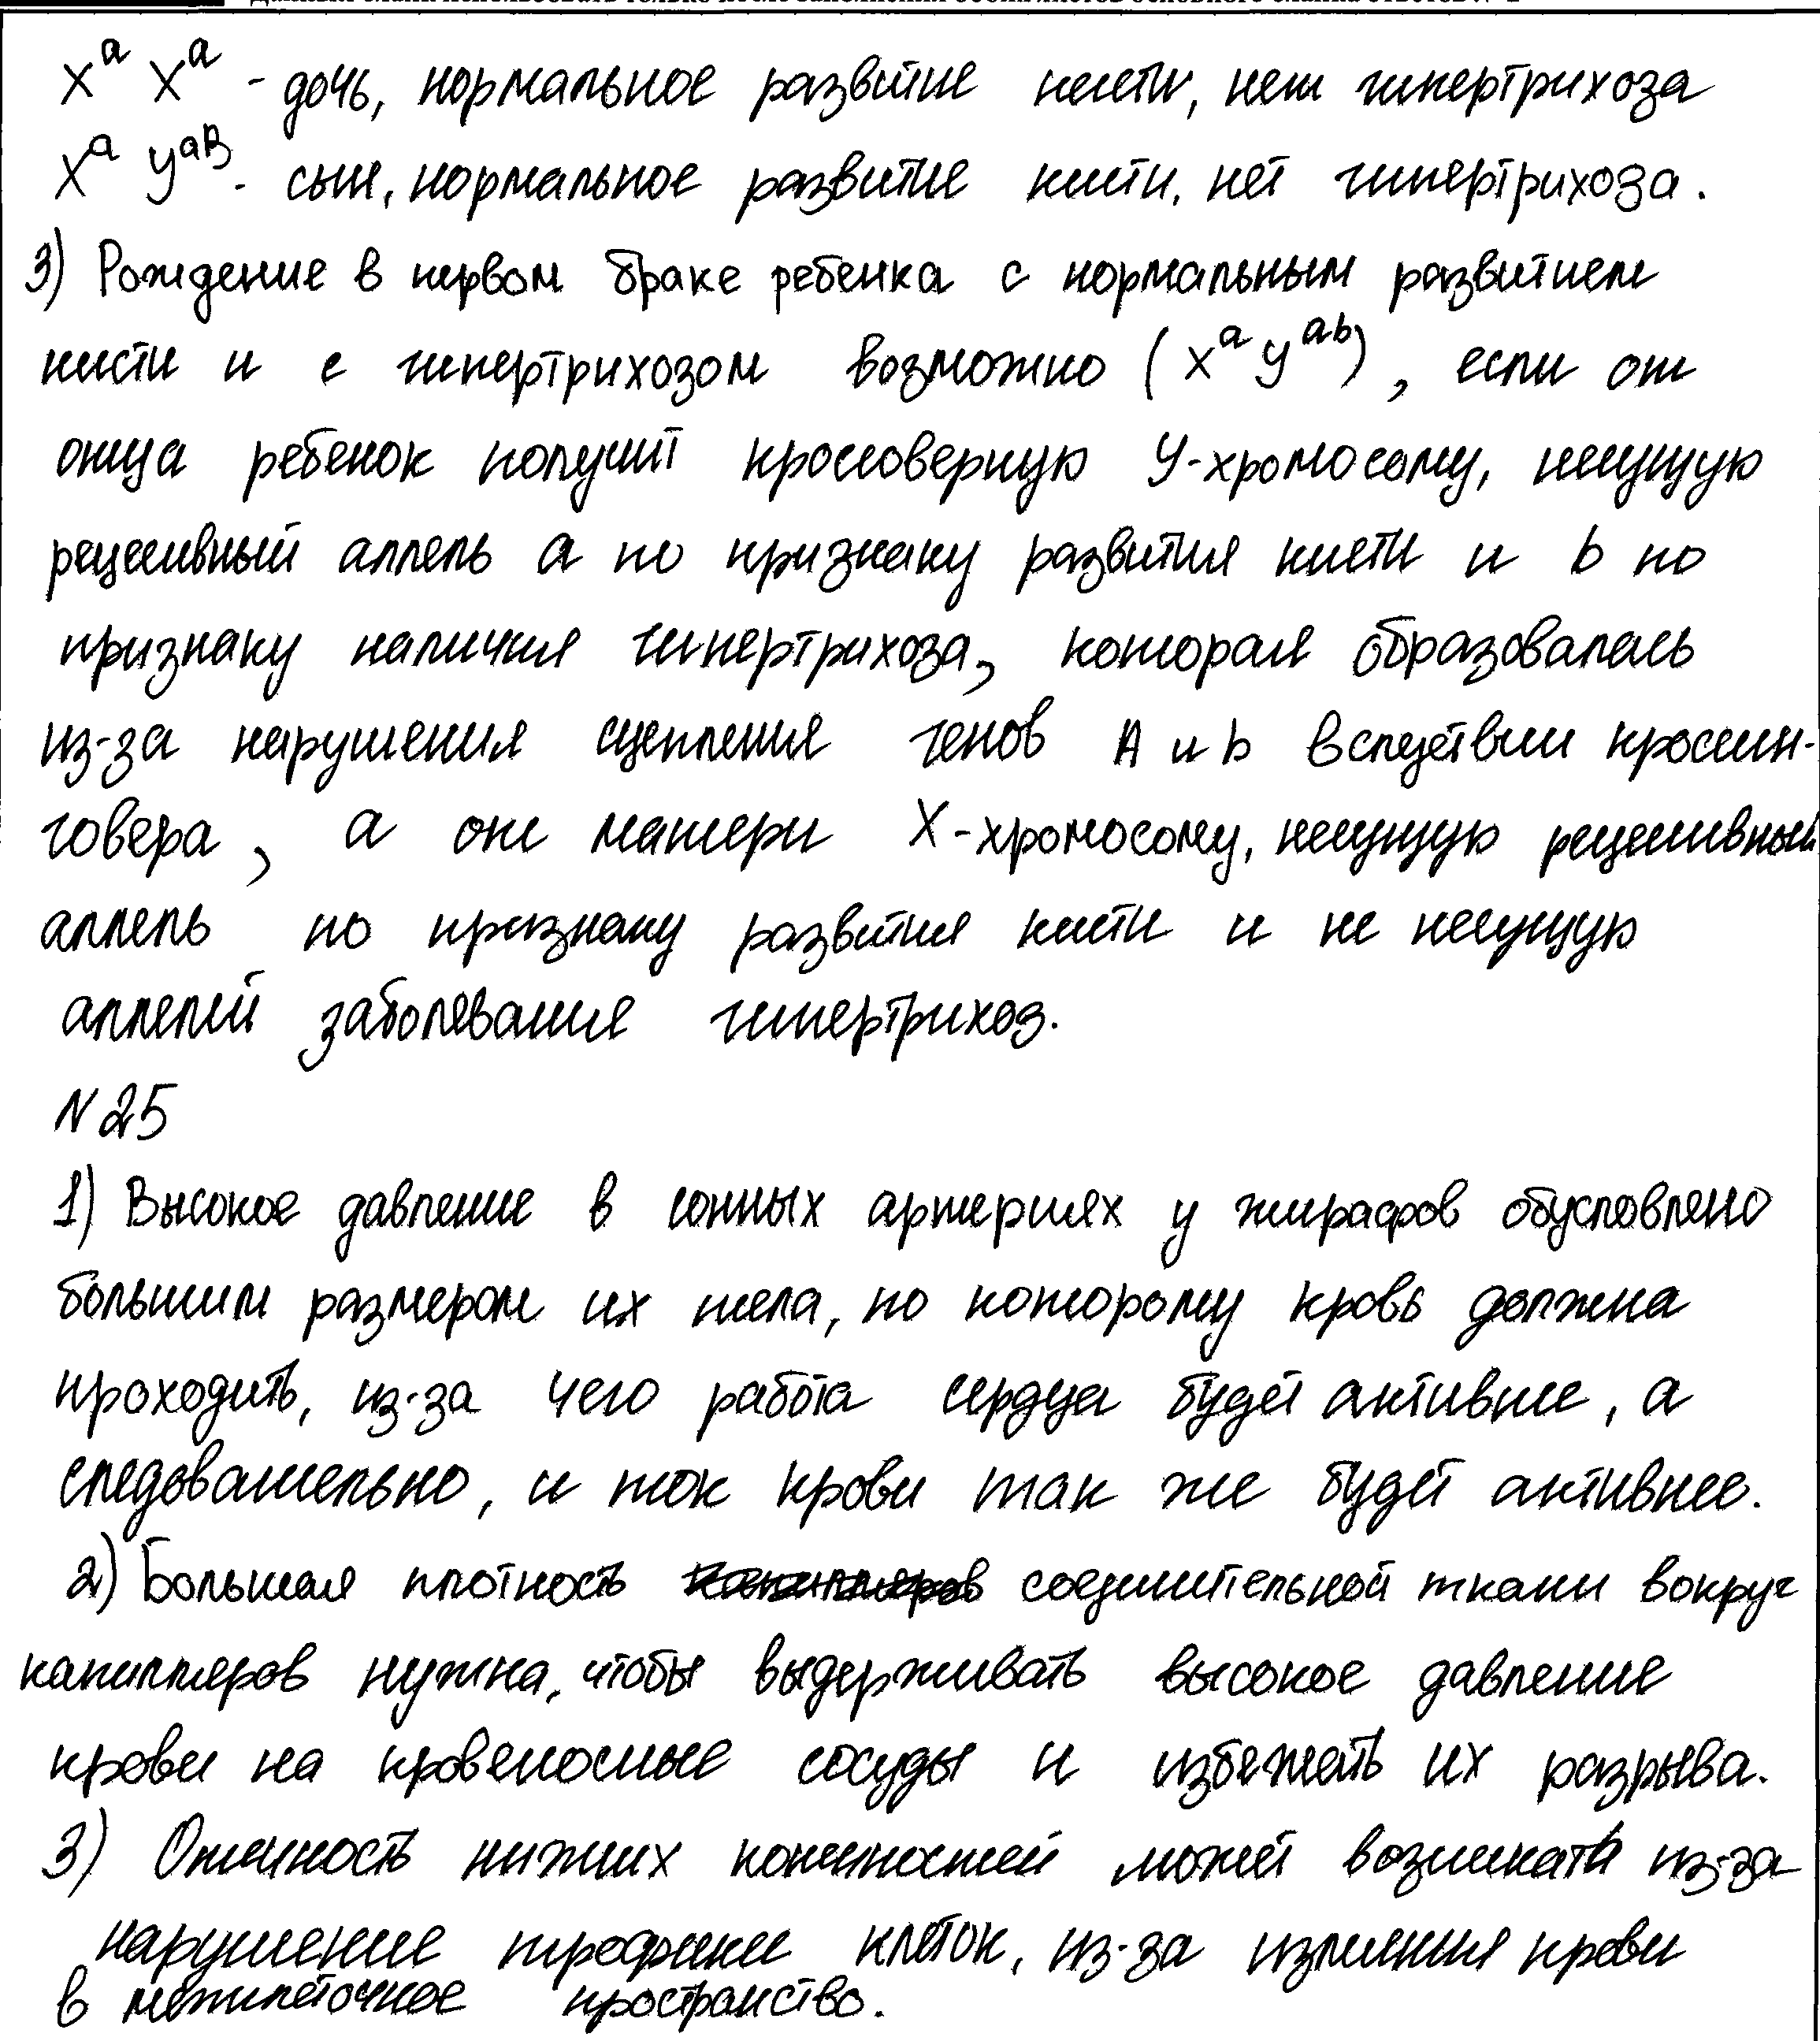 X^a X^a - дочь, нормальное развитие кисти, нет гипертрихоза
X^a Y^aB - сын, нормальное развитие кисти, нет гипертрихоза.
3) Рождение в первом браке ребенка с нормальным развитием
кисти и с гипертрихозом возможно (X^a Y^ab), если от
отца ребенок получит кроссоверную Y-хромосому, несущую
рецессивный аллель a по признаку развития кисти и b по
признаку наличия гипертрихоза, которая образовалась
из-за нарушения сцепления генов A и b вследствии кроссин-
говера, а от матери X-хромосому, несущую рецессивный
аллель по признаку развития кисти и не несущую
аллелей заболевания гипертрихоз.
N 25
1) Высокое давление в сонных артериях у жирафов обусловлено
большим размером их тела, по которому кровь должна
проходить, из-за чего работа сердца будет активнее, а
следовательно, и ток крови так же будет активнее.
2) Большая плотность соединительной ткани вокруг
капилляров нужна, чтобы выдерживать высокое давление
крови на кровеносные сосуды и избежать их разрыва.
3) Отечность нижних конечностей может возникать из-за
нарушение трофики клеток, из-за излияния крови
в межклеточное пространство.